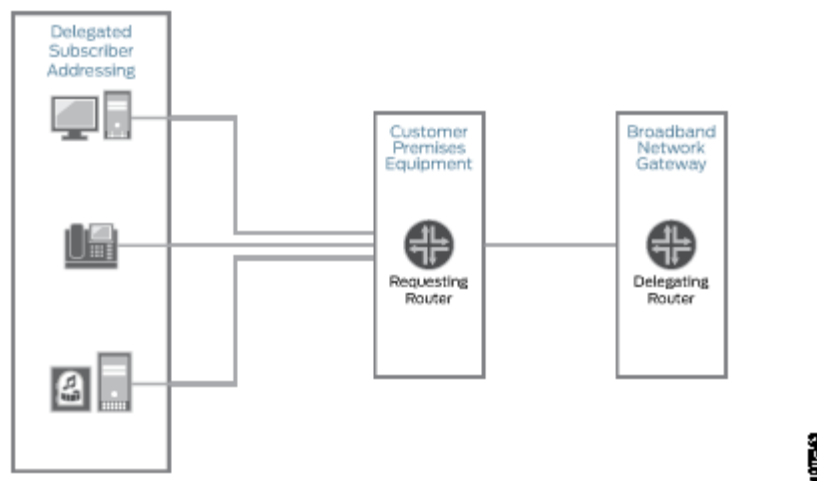 Delegated
Subscriber
Addressing
Customer
Premises
Equipment
Requesting
Router
Broadband
Network
Gateway
Delegating
Router